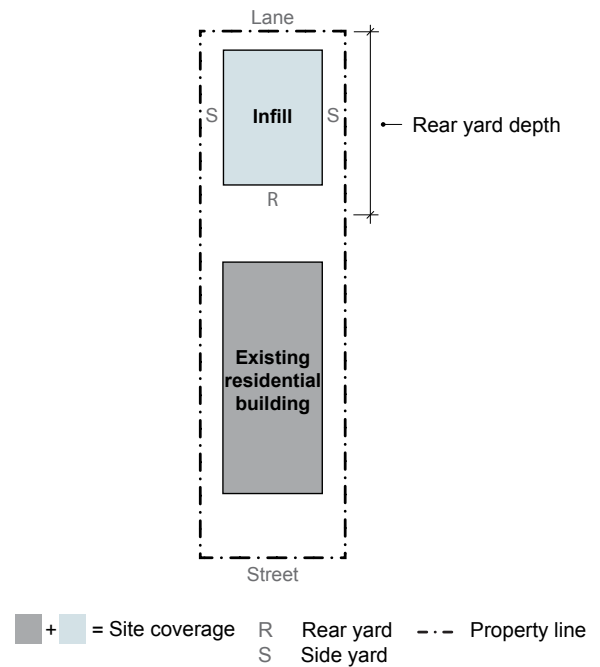 Lane
S
Infill
S
Rear yard depth
R
Existing
residential
building
Street
+ = Site coverage R Rear yard Property line
S Side yard